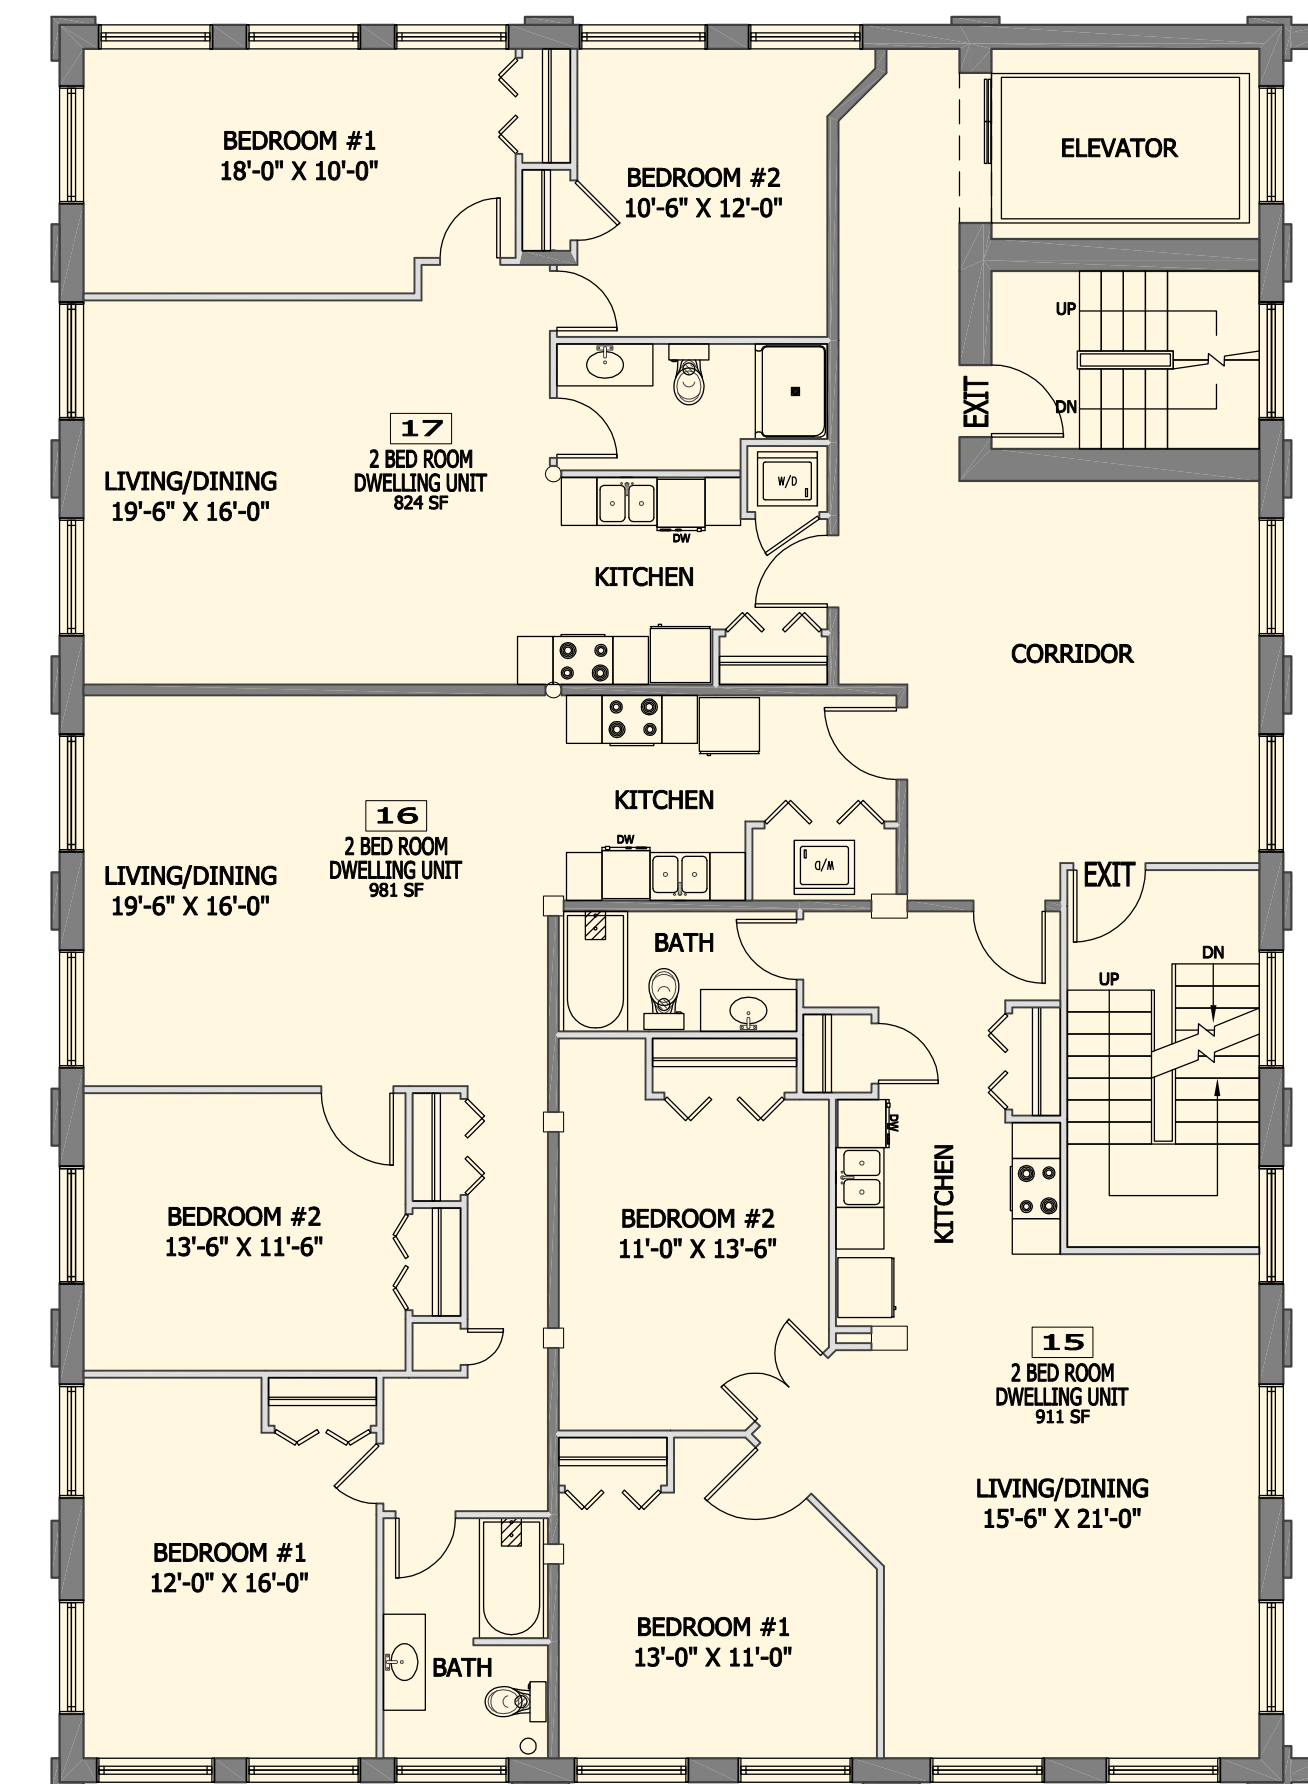 BEDROOM #1
18'-0" X 10'-0"
BEDROOM #2
10'-6" X 12'-0"
ELEVATOR
UP
EXIT
DN
17
2 BED ROOM
DWELLING UNIT
824 SF
LIVING/DINING
19'-6" X 16'-0"
W/D
DW
KITCHEN
CORRIDOR
KITCHEN
16
2 BED ROOM
DWELLING UNIT
981 SF
DW
W/D
LIVING/DINING
19'-6" X 16'-0"
EXIT
BATH
DN
UP
DW
KITCHEN
BEDROOM #2
13'-6" X 11'-6"
BEDROOM #2
11'-0" X 13'-6"
15
2 BED ROOM
DWELLING UNIT
911 SF
LIVING/DINING
15'-6" X 21'-0"
BEDROOM #1
12'-0" X 16'-0"
BEDROOM #1
13'-0" X 11'-0"
BATH